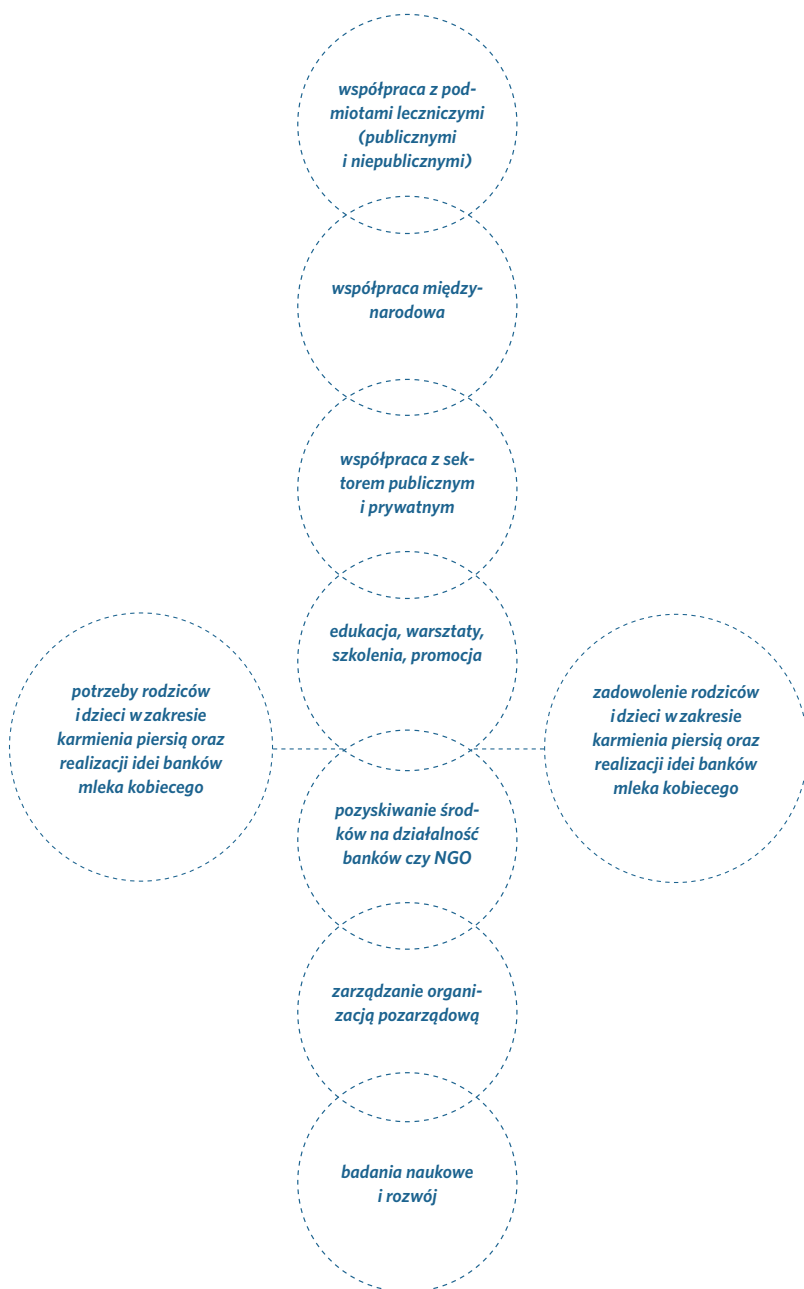 współpraca z pod-
miotami leczniczymi
(publicznymi
i niepublicznymi)
współpraca między-
narodowa
współpraca z sek-
torem publicznym
i prywatnym
edukacja, warsztaty,
szkolenia, promocja
potrzeby rodziców
i dzieci w zakresie
karmienia piersią oraz
realizacji idei banków
mleka kobiecego
zadowolenie rodziców
i dzieci w zakresie
karmienia piersią oraz
realizacji idei banków
mleka kobiecego
pozyskiwanie środ-
ków na działalność
banków czy NGO
zarządzanie organi-
zacją pozarządową
badania naukowe
i rozwój